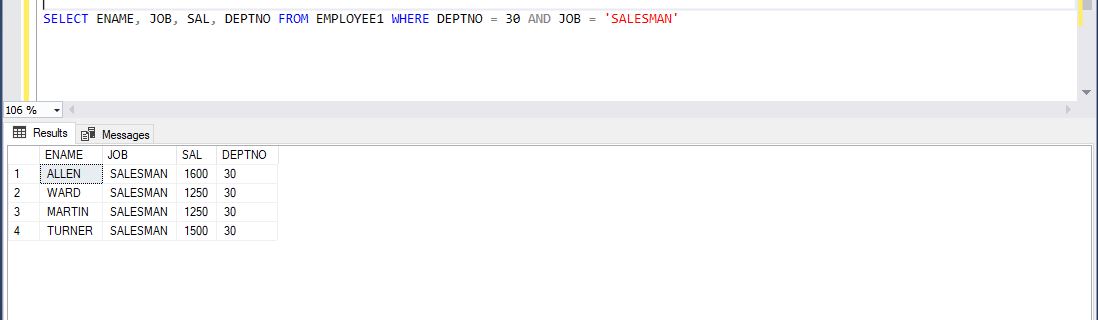 SELECT ENAME, JOB, SAL, DEPTNO FROM EMPLOYEE1 WHERE DEPTNO = 30 AND JOB = 'SALESMAN'
106 %
Results Messages
ENAME JOB SAL DEPTNO
1 ALLEN SALESMAN 1600 30
2 WARD SALESMAN 1250 30
3 MARTIN SALESMAN 1250 30
4 TURNER SALESMAN 1500 30